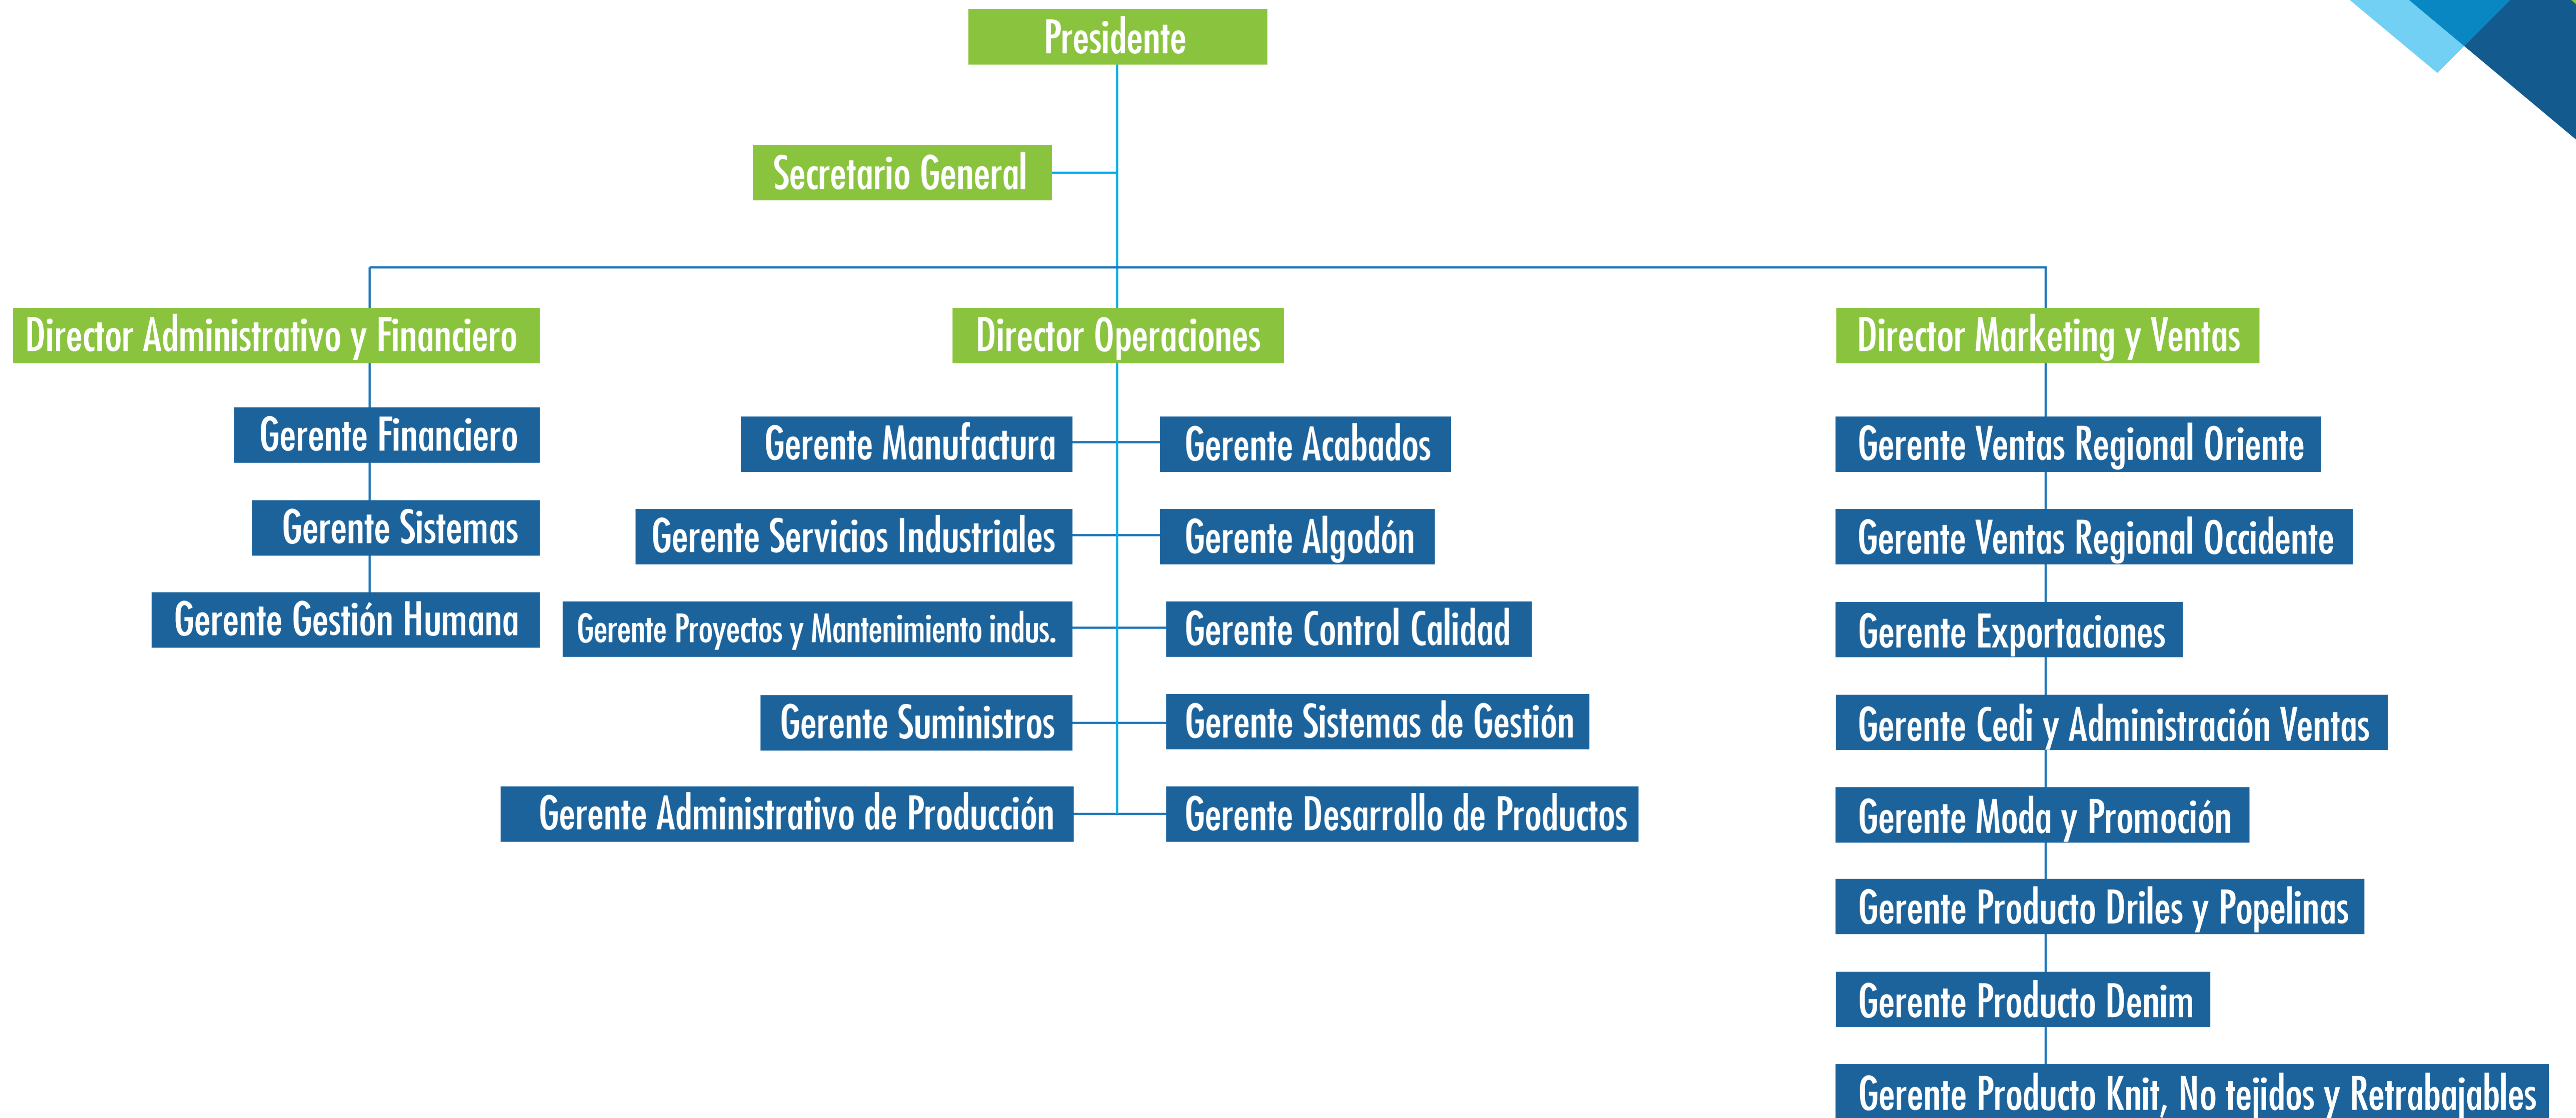 Presidente
Secretario General
Director Administrativo y Financiero
Gerente Financiero
Gerente Sistemas
Gerente Gestión Humana
Director Operaciones
Gerente Manufactura
Gerente Acabados
Gerente Servicios Industriales
Gerente Algodón
Gerente Proyectos y Mantenimiento indus.
Gerente Control Calidad
Gerente Suministros
Gerente Sistemas de Gestión
Gerente Administrativo de Producción
Gerente Desarrollo de Productos
Director Marketing y Ventas
Gerente Ventas Regional Oriente
Gerente Ventas Regional Occidente
Gerente Exportaciones
Gerente Cedi y Administración Ventas
Gerente Moda y Promoción
Gerente Producto Driles y Popelinas
Gerente Producto Denim
Gerente Producto Knit, No tejidos y Retrabajables